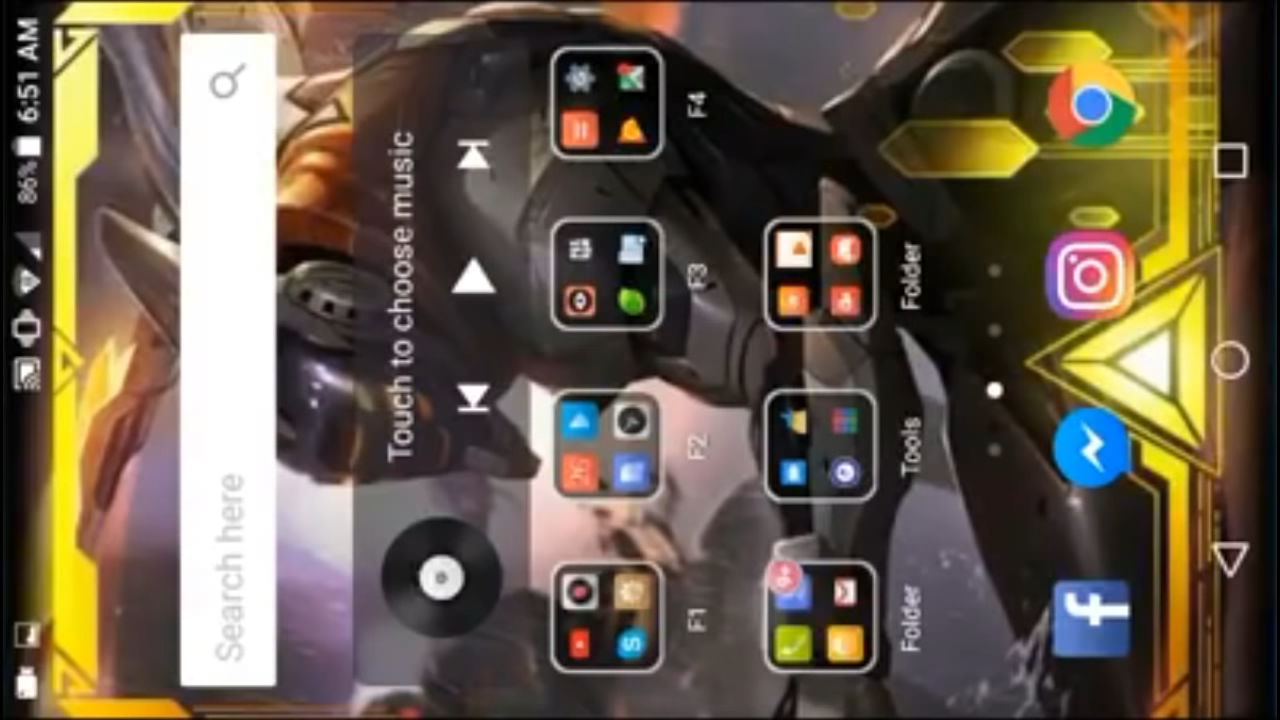 86% 6:51 AM
Search here
Touch to choose music
F1 F2 F3 F4
Folder Tools Folder